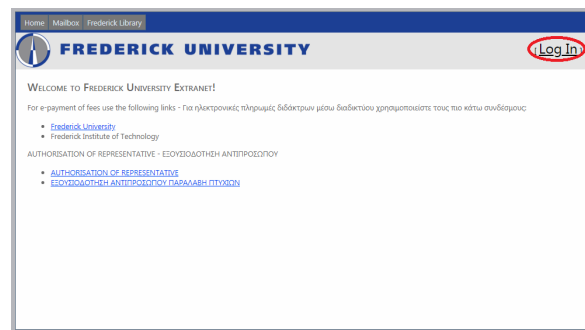 Home Mailbox Frederick Library
FREDERICK UNIVERSITY
[ Log In ]
WELCOME TO FREDERICK UNIVERSITY EXTRANET!
For e-payment of fees use the following links - Για ηλεκτρονικές πληρωμές διδάκτρων μέσω διαδικτύου χρησιμοποιείστε τους πιο κάτω συνδέσμους:
Frederick University
Frederick Institute of Technology
AUTHORISATION OF REPRESENTATIVE - ΕΞΟΥΣΙΟΔΟΤΗΣΗ ΑΝΤΙΠΡΟΣΩΠΟΥ
AUTHORISATION OF REPRESENTATIVE
ΕΞΟΥΣΙΟΔΟΤΗΣΗ ΑΝΤΙΠΡΟΣΩΠΟΥ ΠΑΡΑΛΑΒΗ ΠΤΥΧΙΩΝ